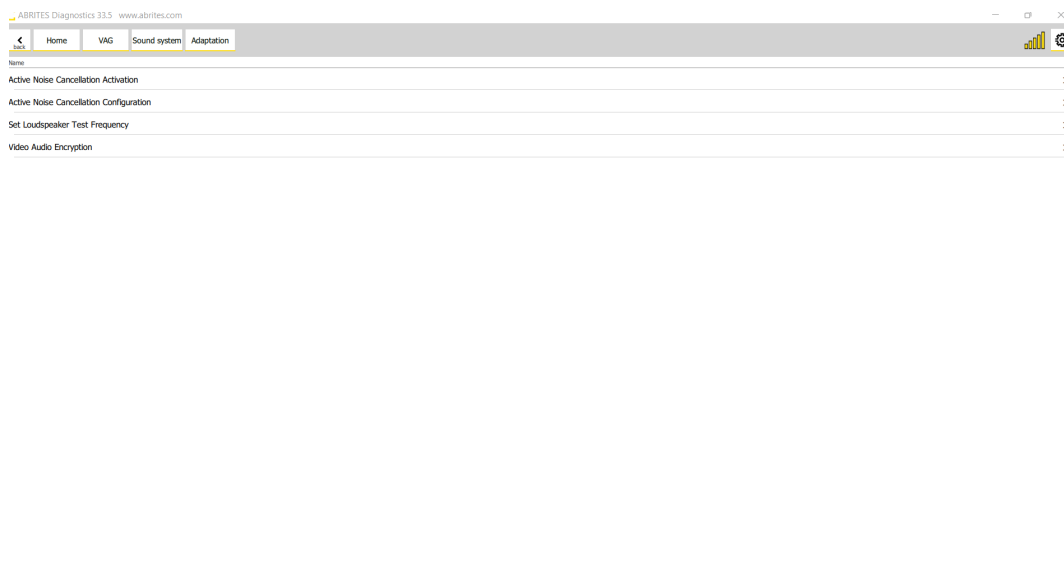 ABRITES Diagnostics 33.5 www.abrites.com
back Home VAG Sound system Adaptation
Name
Active Noise Cancellation Activation
Active Noise Cancellation Configuration
Set Loudspeaker Test Frequency
Video Audio Encryption